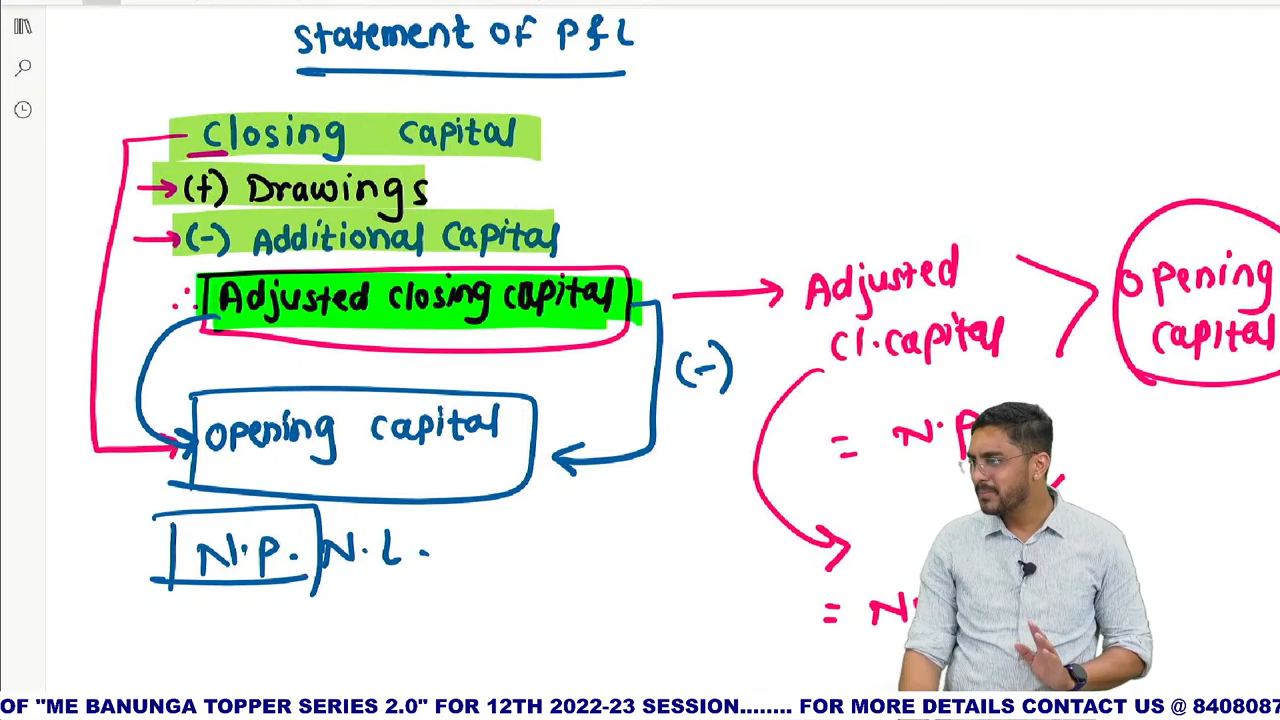 Statement of P & L
Closing Capital
→ (+) Drawings
→ (-) Additional Capital
∴ Adjusted closing capital
(-)
Opening capital
N.P. N.L.
Adjusted
Cl. capital
>
Opening
capital
= N.P
= N.
OF "ME BANUNGA TOPPER SERIES 2.0" FOR 12TH 2022-23 SESSION........ FOR MORE DETAILS CONTACT US @ 8408087